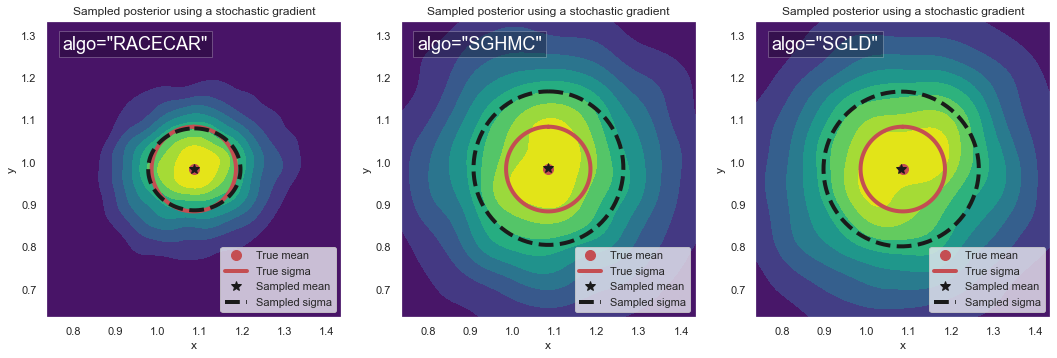 Sampled posterior using a stochastic gradient
algo="RACECAR"
1.3
1.2
1.1
1.0
0.9
0.8
0.7
y
0.8 0.9 1.0 1.1 1.2 1.3 1.4
x
True mean
True sigma
Sampled mean
Sampled sigma
Sampled posterior using a stochastic gradient
algo="SGHMC"
1.3
1.2
1.1
1.0
0.9
0.8
0.7
y
0.8 0.9 1.0 1.1 1.2 1.3 1.4
x
True mean
True sigma
Sampled mean
Sampled sigma
Sampled posterior using a stochastic gradient
algo="SGLD"
1.3
1.2
1.1
1.0
0.9
0.8
0.7
y
0.8 0.9 1.0 1.1 1.2 1.3 1.4
x
True mean
True sigma
Sampled mean
Sampled sigma